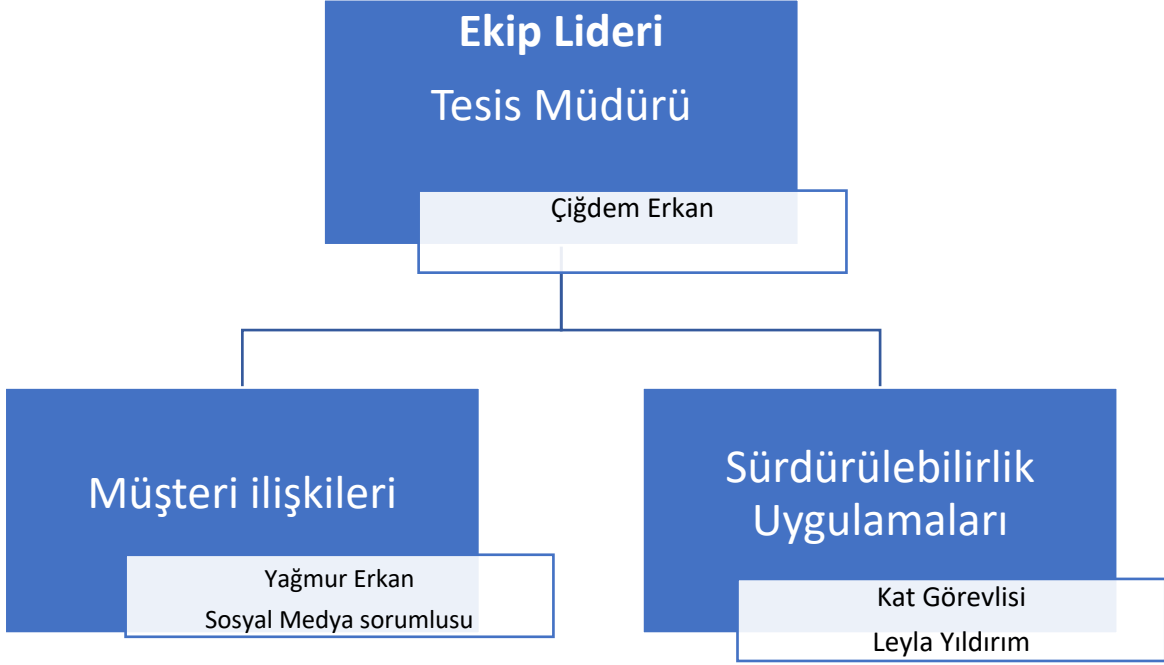 Ekip Lideri
Tesis Müdürü
Çiğdem Erkan
Müşteri ilişkileri
Yağmur Erkan
Sosyal Medya sorumlusu
Sürdürülebilirlik
Uygulamaları
Kat Görevlisi
Leyla Yıldırım